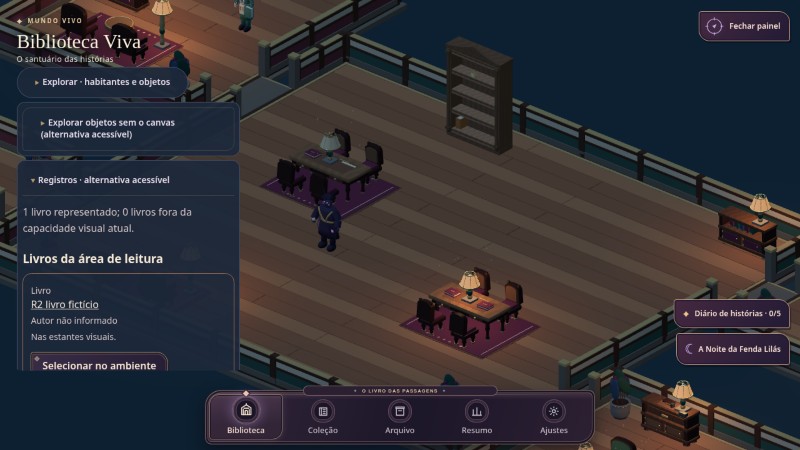 MUNDO VIVO
Biblioteca Viva
O santuário das histórias
Explorar · habitantes e objetos
Explorar objetos sem o canvas
(alternativa acessível)
Registros · alternativa acessível
1 livro representado; 0 livros fora da
capacidade visual atual.
Livros da área de leitura
Livro
R2 livro fictício
Autor não informado
Nas estantes visuais.
Selecionar no ambiente
Fechar painel
Diário de histórias · 0/5
A Noite da Fenda Lilás
O LIVRO DAS PASSAGENS
Biblioteca
Coleção
Arquivo
Resumo
Ajustes